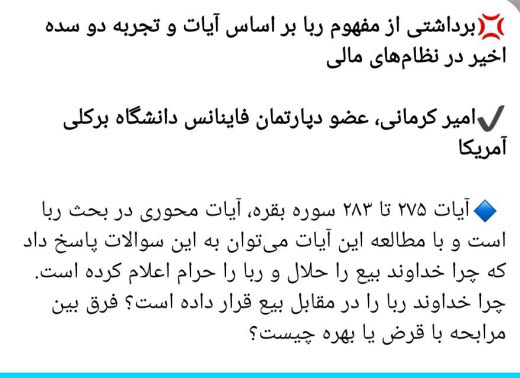 💢برداشتی از مفهوم ربا بر اساس آیات و تجربه دو سده
اخیر در نظام‌های مالی
✔️امیر کرمانی، عضو دپارتمان فاینانس دانشگاه برکلی
آمریکا
🔷آیات ۲۷۵ تا ۲۸۳ سوره بقره، آیات محوری در بحث ربا
است و با مطالعه این آیات می‌توان به این سوالات پاسخ داد
که چرا خداوند بیع را حلال و ربا را حرام اعلام کرده است.
چرا خداوند ربا را در مقابل بیع قرار داده است؟ فرق بین
مرابحه با قرض یا بهره چیست؟